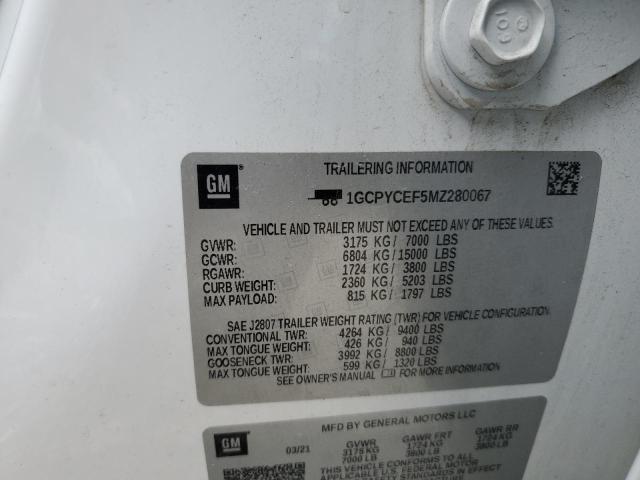 109
GM
TRAILERING INFORMATION
1GCPYCEF5MZ280067
VEHICLE AND TRAILER MUST NOT EXCEED ANY OF THESE VALUES
GVWR: 3175 KG/ 7000 LBS
GCWR: 6804 KG/15000 LBS
RGAWR: 1724 KG/ 3800 LBS
CURB WEIGHT: 2360 KG/ 5203 LBS
MAX PAYLOAD: 815 KG/ 1797 LBS
SAE J2807 TRAILER WEIGHT RATING (TWR) FOR VEHICLE CONFIGURATION
CONVENTIONAL TWR: 4264 KG/ 9400 LBS
MAX TONGUE WEIGHT: 426 KG/ 940 LBS
GOOSENECK TWR: 3992 KG/ 8800 LBS
MAX TONGUE WEIGHT: 599 KG/ 1320 LBS
SEE OWNER'S MANUAL FOR MORE INFORMATION
MFD BY GENERAL MOTORS LLC
GM 03/21 GVWR GAWR FRT GAWR RR
3175 KG 1724 KG 1724 KG
7000 LB 3800 LB 3800 LB
THIS VEHICLE CONFORMS TO ALL
U.S. FEDERAL MOTOR